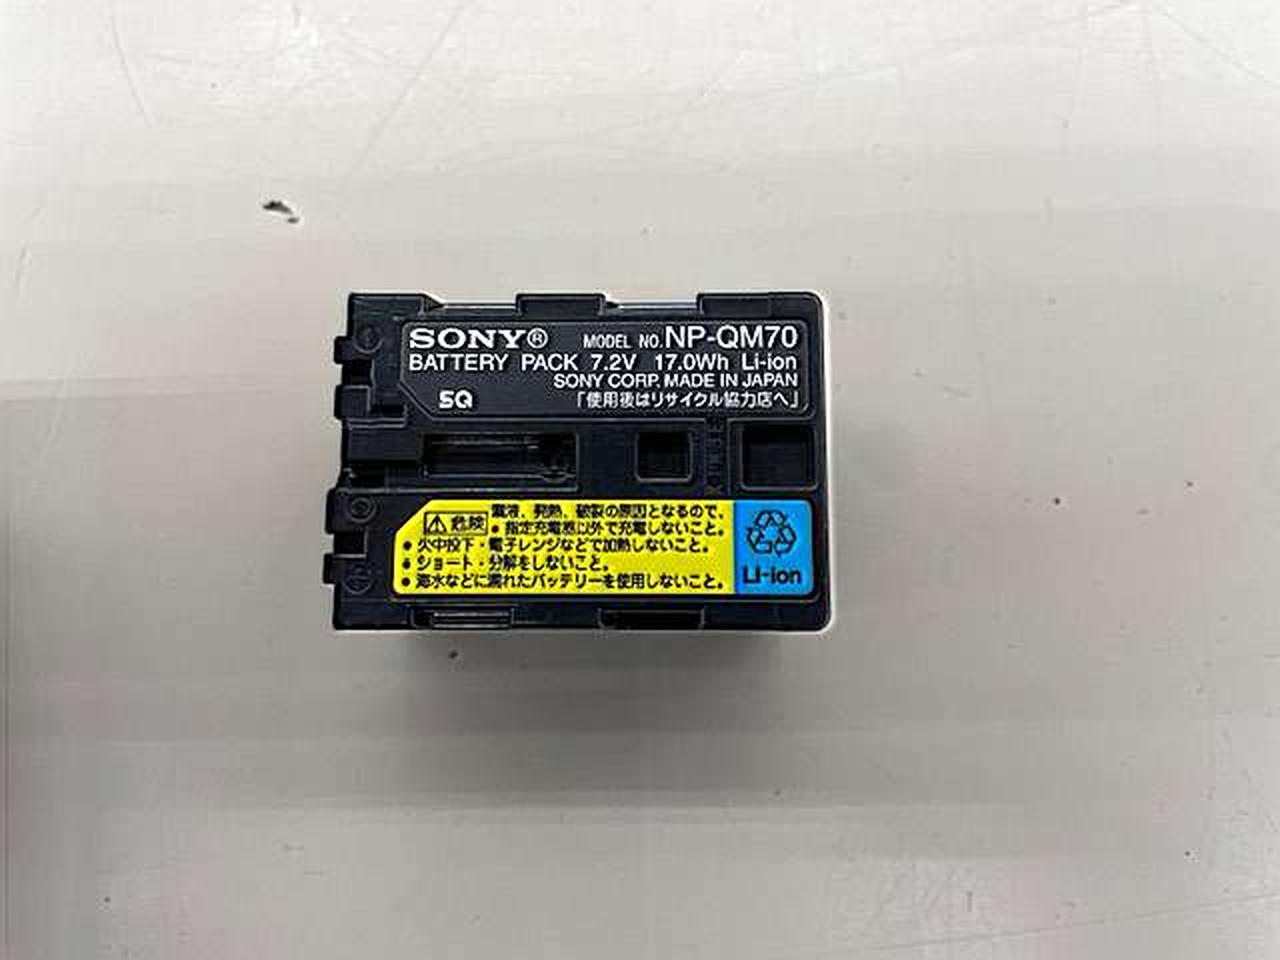 SONY®
MODEL NO. NP-QM70
BATTERY PACK 7.2V 17.0Wh Li-ion
SONY CORP. MADE IN JAPAN
SQ
「使用後はリサイクル協力店へ」
⚠危険
電液、発熱、破裂の原因となるので、
• 指定充電器以外で充電しないこと。
• 火中投下・電子レンジなどで加熱しないこと。
• ショート・分解をしないこと。
• 海水などに濡れたバッテリーを使用しないこと。
Li-ion